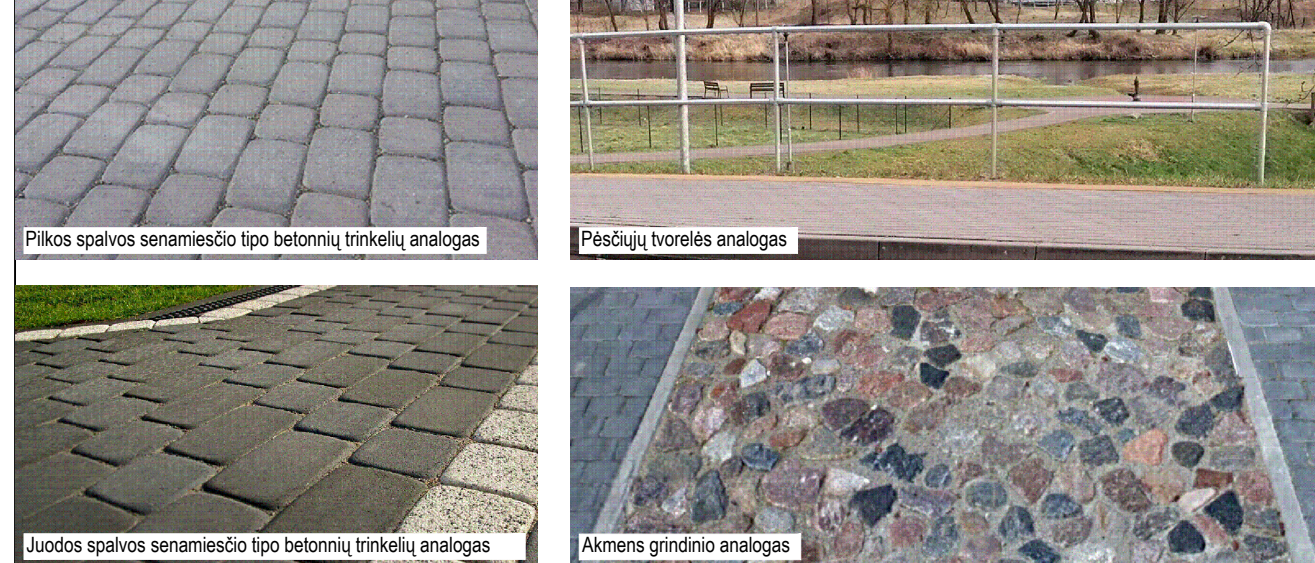 Pilkos spalvos senamiesčio tipo betonnių trinkelių analogas
Pėsčiųjų tvorelės analogas
Juodos spalvos senamiesčio tipo betonnių trinkelių analogas
Akmens grindinio analogas